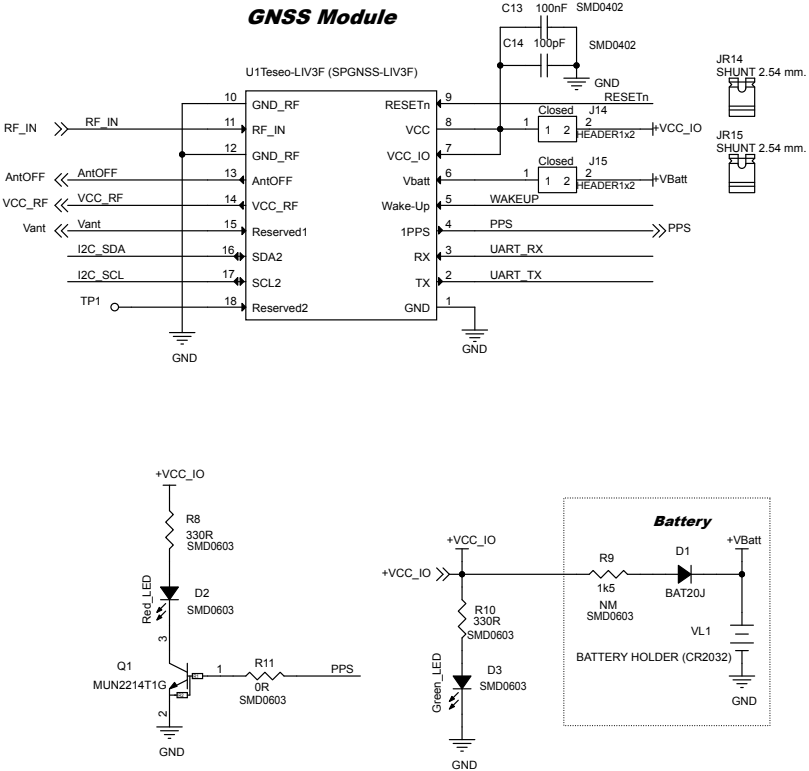 GNSS Module
C13 100nF SMD0402
C14 100pF SMD0402
GND
U1Teseo-LIV3F (SPGNSS-LIV3F)
JR14
SHUNT 2.54 mm.
JR15
SHUNT 2.54 mm.
10 GND_RF RESETn 9 RESETn
RF_IN RF_IN 11 RF_IN VCC 8
Closed J14
1 1 2 2 +VCC_IO
HEADER1x2
12 GND_RF VCC_IO 7
AntOFF AntOFF 13 AntOFF Vbatt 6
Closed J15
1 1 2 2 +VBatt
HEADER1x2
VCC_RF VCC_RF 14 VCC_RF Wake-Up 5 WAKEUP
Vant Vant 15 Reserved1 1PPS 4 PPS PPS
I2C_SDA 16 SDA2 RX 3 UART_RX
I2C_SCL 17 SCL2 TX 2 UART_TX
TP1 18 Reserved2 GND 1
GND
GND
+VCC_IO
R8
330R
SMD0603
Red_LED
D2
SMD0603
3
Q1
MUN2214T1G
1
R11
0R
SMD0603
PPS
2
GND
+VCC_IO
+VCC_IO
R10
330R
SMD0603
Green_LED
D3
SMD0603
GND
Battery
R9
1k5
NM
SMD0603
D1
BAT20J
+VBatt
VL1
BATTERY HOLDER (CR2032)
GND